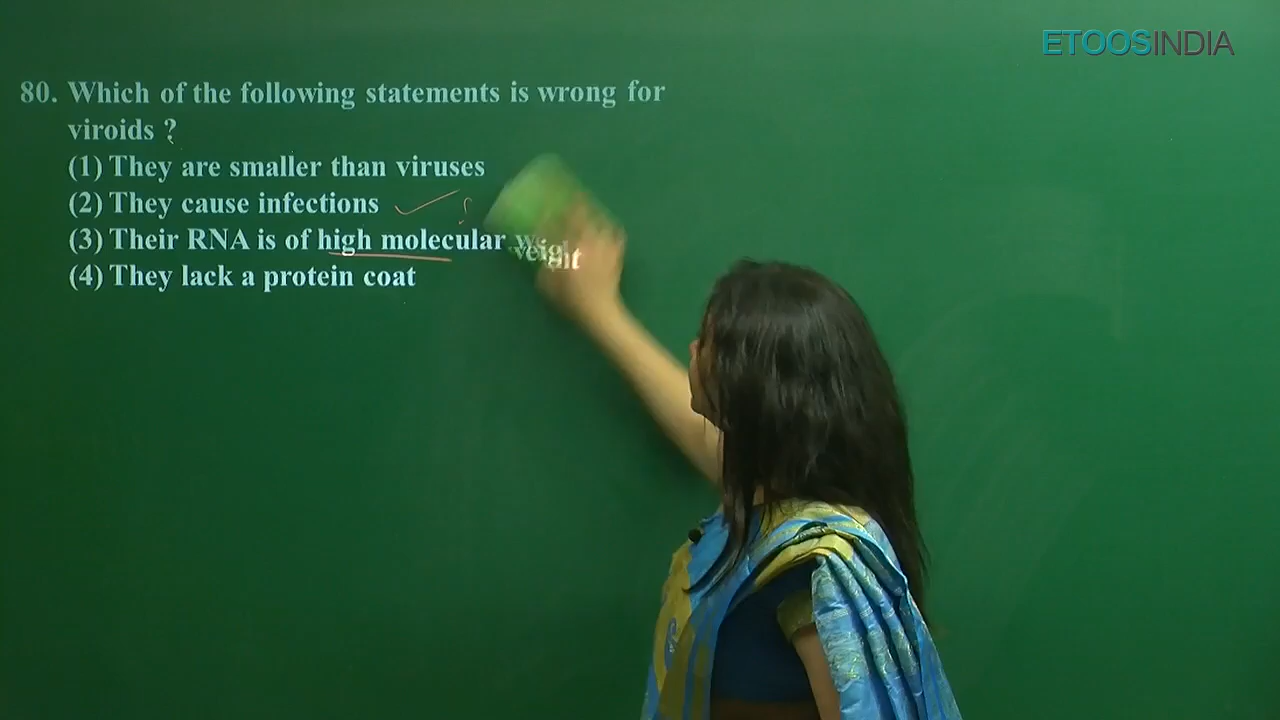 ETOOSINDIA
80. Which of the following statements is wrong for
viroids ?
(1) They are smaller than viruses
(2) They cause infections
(3) Their RNA is of high molecular weight
(4) They lack a protein coat